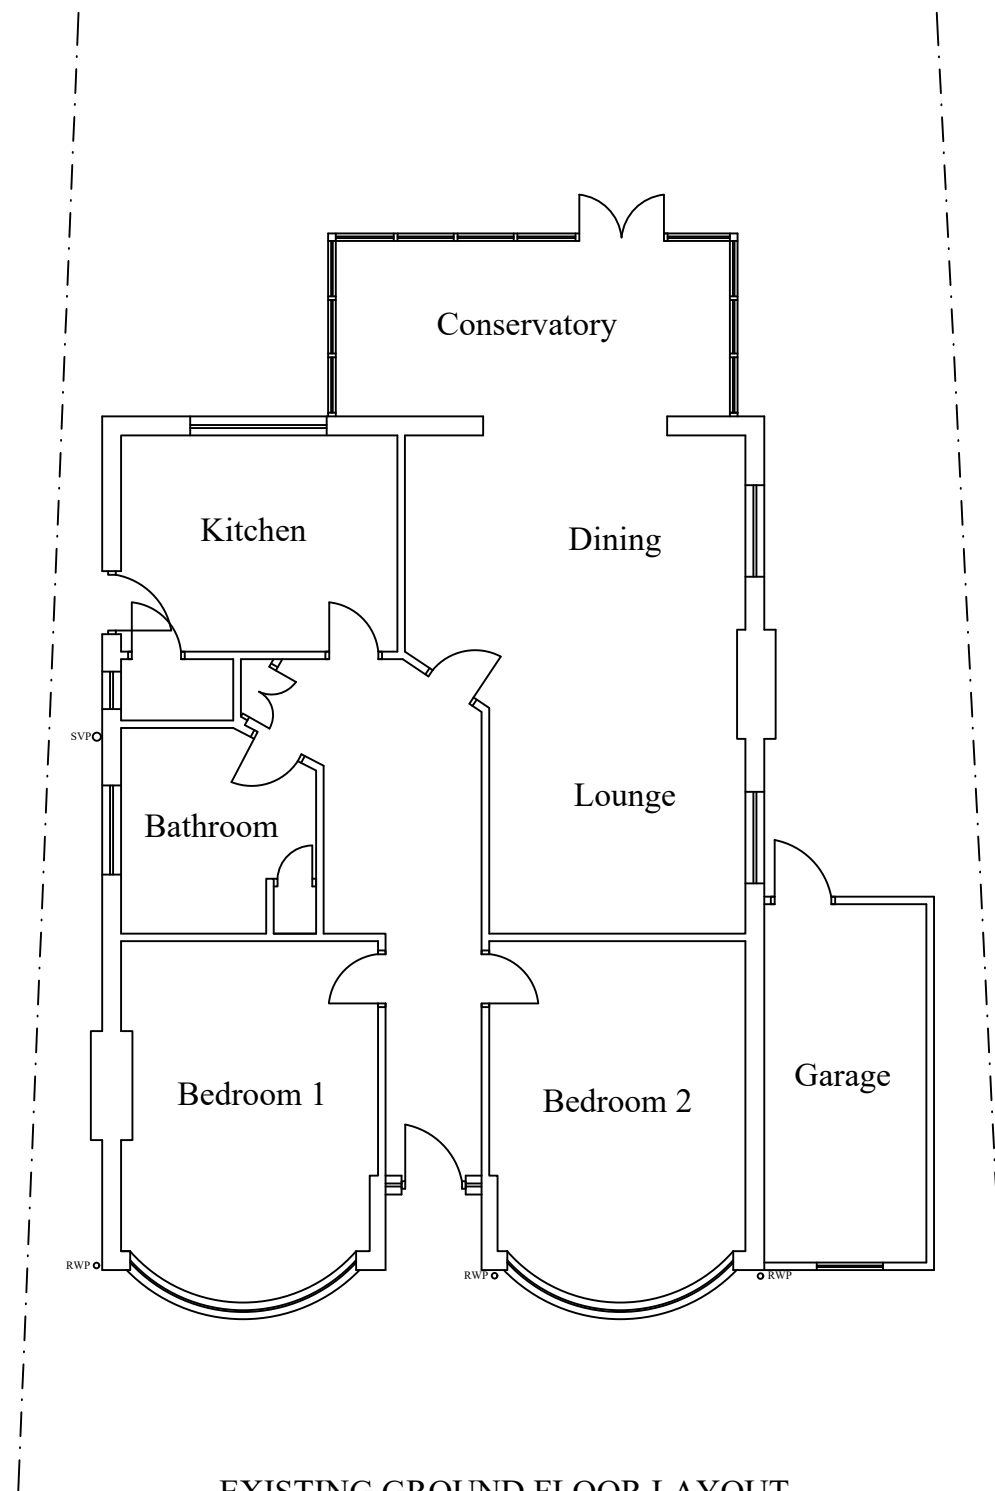 Conservatory
Kitchen
Dining
SVP
Lounge
Bathroom
Garage
Bedroom 1
Bedroom 2
RWP
RWP
RWP
EXISTING GROUND FLOOR LAYOUT